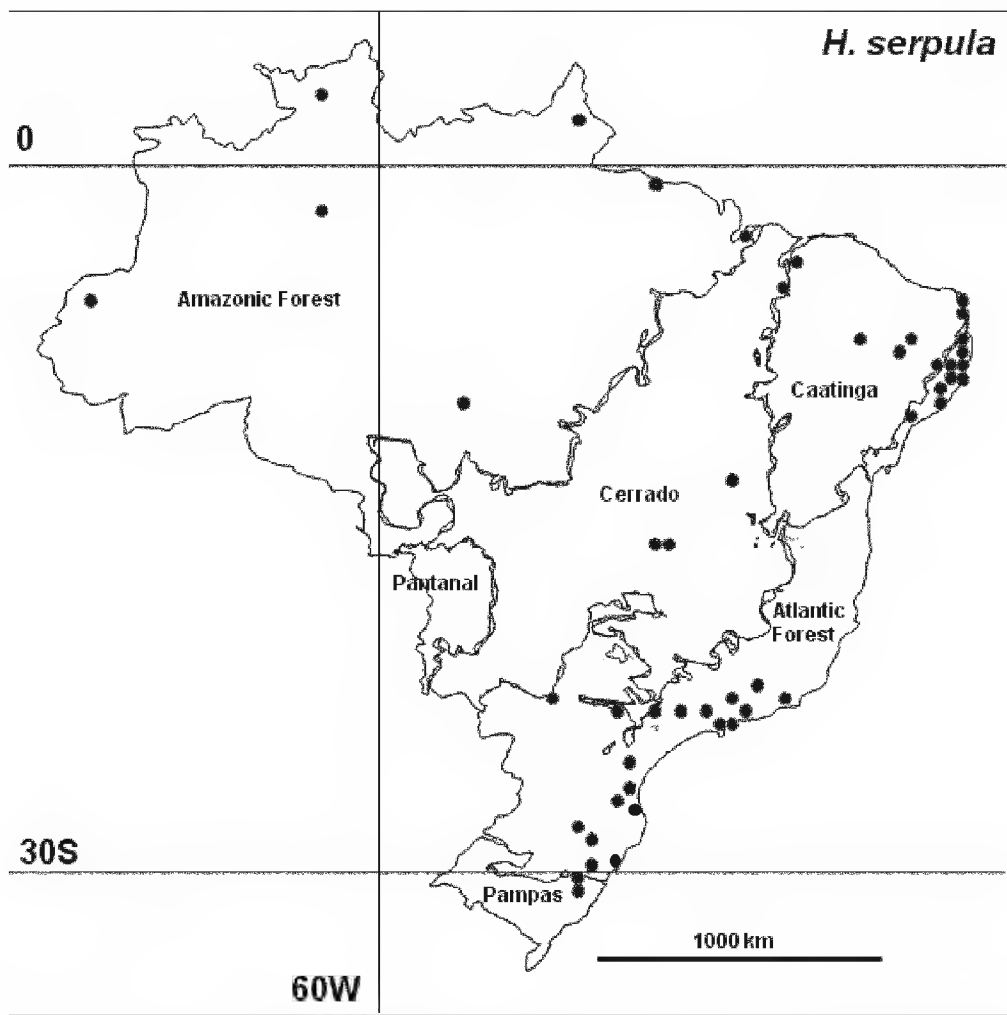 H. serpula
0
Amazonic Forest
Caatinga
Cerrado
Pantanal
Atlantic
Forest
30S
Pampas
1000 km
60W